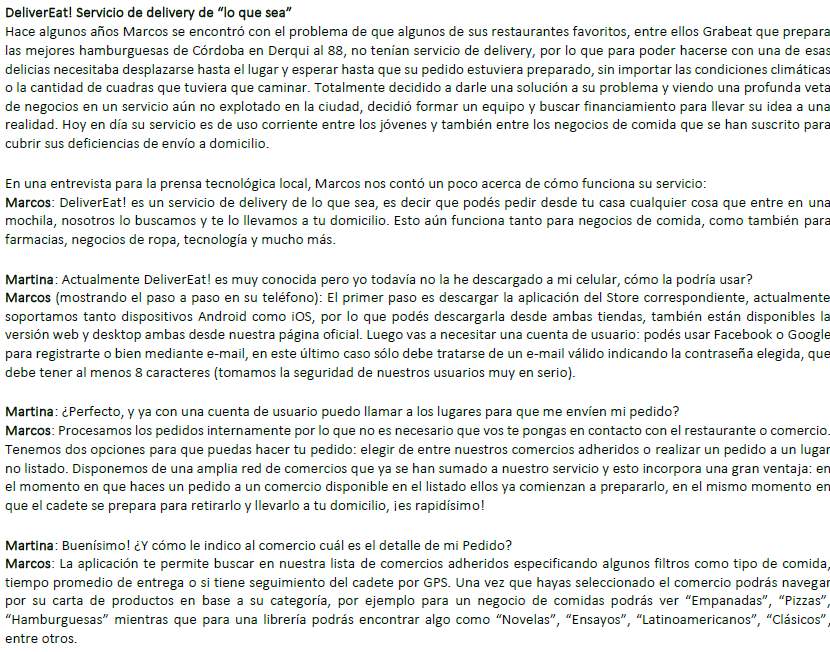 DeliverEat! Servicio de delivery de “lo que sea”
Hace algunos años Marcos se encontró con el problema de que algunos de sus restaurantes favoritos, entre ellos Grabeat que prepara
las mejores hamburguesas de Córdoba en Derqui al 88, no tenían servicio de delivery, por lo que para poder hacerse con una de esas
delicias necesitaba desplazarse hasta el lugar y esperar hasta que su pedido estuviera preparado, sin importar las condiciones climáticas
o la cantidad de cuadras que tuviera que caminar. Totalmente decidido a darle una solución a su problema y viendo una profunda veta
de negocios en un servicio aún no explotado en la ciudad, decidió formar un equipo y buscar financiamiento para llevar su idea a una
realidad. Hoy en día su servicio es de uso corriente entre los jóvenes y también entre los negocios de comida que se han suscrito para
cubrir sus deficiencias de envío a domicilio.
En una entrevista para la prensa tecnológica local, Marcos nos contó un poco acerca de cómo funciona su servicio:
Marcos: DeliverEat! es un servicio de delivery de lo que sea, es decir que podés pedir desde tu casa cualquier cosa que entre en una
mochila, nosotros lo buscamos y te lo llevamos a tu domicilio. Esto aún funciona tanto para negocios de comida, como también para
farmacias, negocios de ropa, tecnología y mucho más.
Martina: Actualmente DeliverEat! es muy conocida pero yo todavía no la he descargado a mi celular, cómo la podría usar?
Marcos (mostrando el paso a paso en su teléfono): El primer paso es descargar la aplicación del Store correspondiente, actualmente
soportamos tanto dispositivos Android como iOS, por lo que podés descargarla desde ambas tiendas, también están disponibles la
versión web y desktop ambas desde nuestra página oficial. Luego vas a necesitar una cuenta de usuario: podés usar Facebook o Google
para registrarte o bien mediante e-mail, en este último caso sólo debe tratarse de un e-mail válido indicando la contraseña elegida, que
debe tener al menos 8 caracteres (tomamos la seguridad de nuestros usuarios muy en serio).
Martina: ¿Perfecto, y ya con una cuenta de usuario puedo llamar a los lugares para que me envíen mi pedido?
Marcos: Procesamos los pedidos internamente por lo que no es necesario que vos te pongas en contacto con el restaurante o comercio.
Tenemos dos opciones para que puedas hacer tu pedido: elegir de entre nuestros comercios adheridos o realizar un pedido a un lugar
no listado. Disponemos de una amplia red de comercios que ya se han sumado a nuestro servicio y esto incorpora una gran ventaja: en
el momento en que haces un pedido a un comercio disponible en el listado ellos ya comienzan a prepararlo, en el mismo momento en
que el cadete se prepara para retirarlo y llevarlo a tu domicilio, ¡es rapidísimo!
Martina: Buenísimo! ¿Y cómo le indico al comercio cuál es el detalle de mi Pedido?
Marcos: La aplicación te permite buscar en nuestra lista de comercios adheridos especificando algunos filtros como tipo de comida,
tiempo promedio de entrega o si tiene seguimiento del cadete por GPS. Una vez que hayas seleccionado el comercio podrás navegar
por su carta de productos en base a su categoría, por ejemplo para un negocio de comidas podrás ver “Empanadas”, “Pizzas”,
“Hamburguesas” mientras que para una librería podrás encontrar algo como “Novelas”, “Ensayos”, “Latinoamericanos”, “Clásicos”,
entre otros.